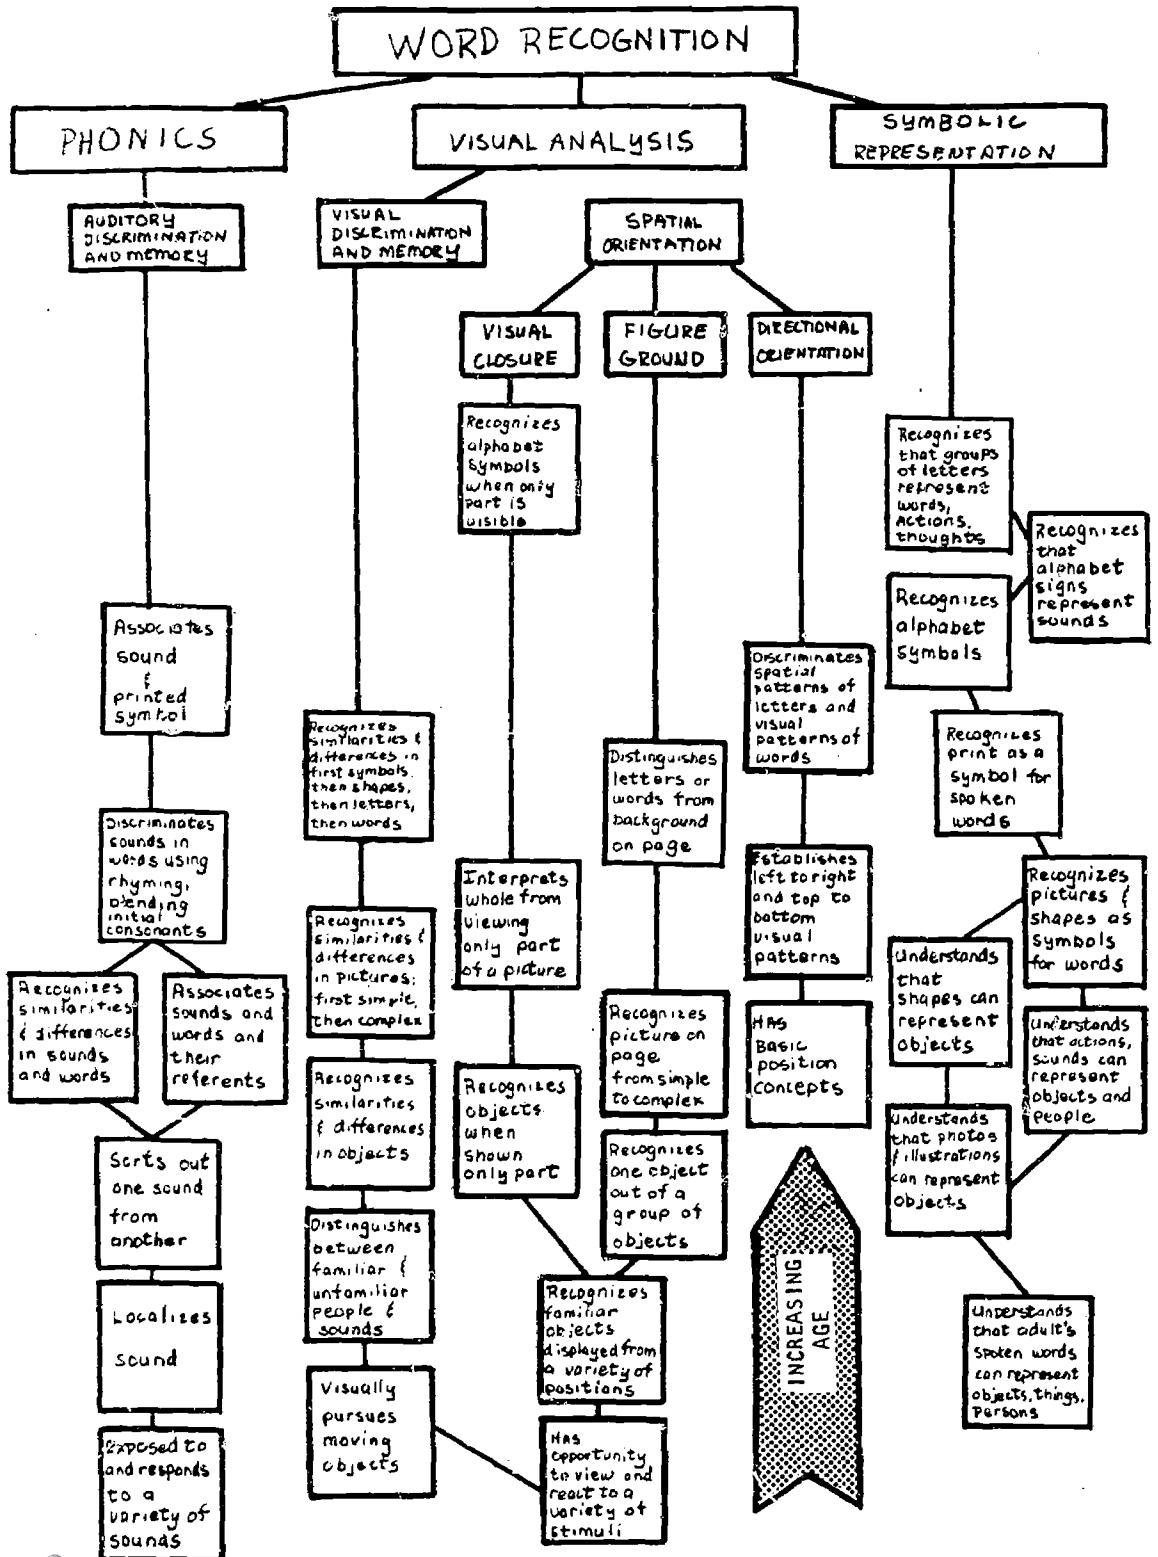 WORD RECOGNITION
PHONICS
VISUAL ANALYSIS
SYMBOLIC
REPRESENTATION
AUDITORY
DISCRIMINATION
AND MEMORY
VISUAL
DISCRIMINATION
AND MEMORY
SPATIAL
ORIENTATION
VISUAL
CLOSURE
FIGURE
GROUND
DIRECTIONAL
ORIENTATION
Associates
sound
&
printed
symbol
Discriminates
sounds in
words using
rhyming,
blending
initial
consonants
Recognizes
similarities
& differences
in sounds
and words
Associates
sounds and
words and
their
referents
Sorts out
one sound
from
another
Localizes
sound
Exposed to
and responds
to a
variety of
sounds
Recognizes
similarities &
differences in
first symbols,
then shapes,
then letters,
then words
Recognizes
similarities &
differences
in pictures;
first simple,
then complex
Recognizes
similarities
& differences
in objects
Distinguishes
between
familiar &
unfamiliar
people &
sounds
Visually
pursues
moving
objects
Recognizes
alphabet
symbols
when only
part is
visible
Interprets
whole from
viewing
only part
of a picture
Recognizes
objects
when
shown
only part
Distinguishes
letters or
words from
background
on page
Recognizes
picture on
page
from simple
to complex
Recognizes
one object
out of a
group of
objects
Recognizes
familiar
objects
displayed from
a variety of
positions
Has
opportunity
to view and
react to a
variety of
stimuli
Discriminates
spatial
patterns of
letters and
visual
patterns of
words
Establishes
left to right
and top to
bottom
visual
patterns
Has
Basic
position
concepts
INCREASING
AGE
Recognizes
that groups
of letters
represent
words,
Actions,
thoughts
Recognizes
that
alphabet
signs
represent
sounds
Recognizes
alphabet
symbols
Recognizes
print as a
symbol for
spoken
words
Recognizes
pictures &
shapes as
symbols
for words
Understands
that
shapes can
represent
objects
Understands
that actions,
sounds can
represent
objects and
people
Understands
that photos
& illustrations
can represent
objects
Understands
that adult's
spoken words
can represent
objects, things,
persons